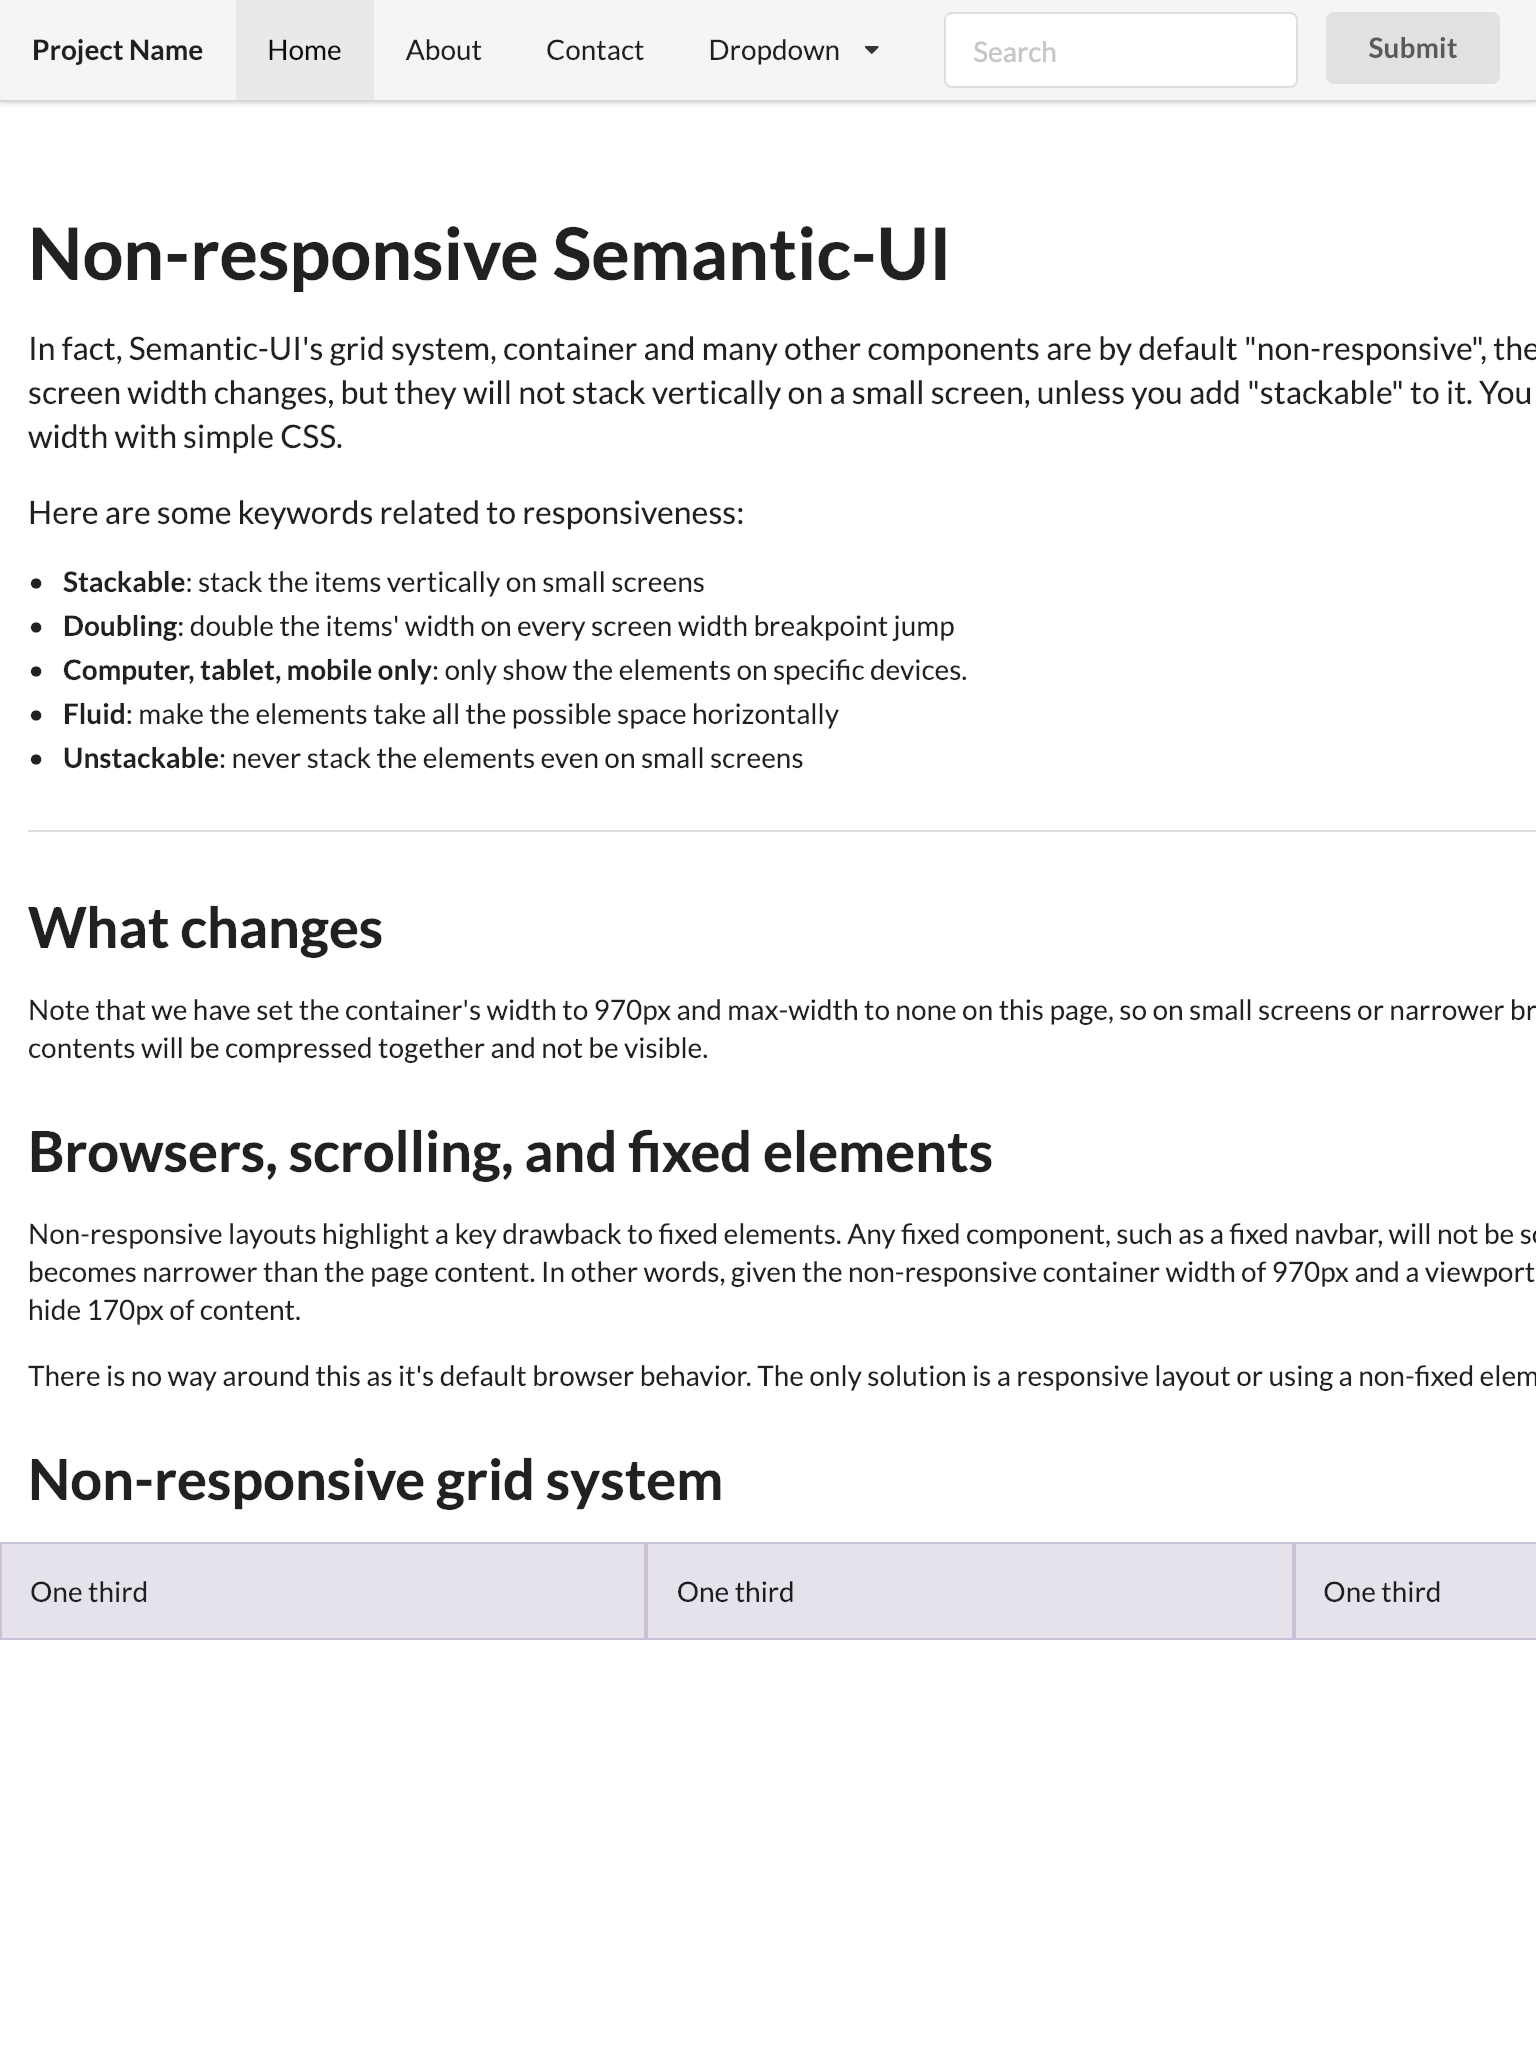 Project Name Home About Contact Dropdown Search Submit
Non-responsive Semantic-UI
In fact, Semantic-UI's grid system, container and many other components are by default "non-responsive", the
screen width changes, but they will not stack vertically on a small screen, unless you add "stackable" to it. You
width with simple CSS.
Here are some keywords related to responsiveness:
• Stackable: stack the items vertically on small screens
• Doubling: double the items' width on every screen width breakpoint jump
• Computer, tablet, mobile only: only show the elements on specific devices.
• Fluid: make the elements take all the possible space horizontally
• Unstackable: never stack the elements even on small screens
What changes
Note that we have set the container's width to 970px and max-width to none on this page, so on small screens or narrower br
contents will be compressed together and not be visible.
Browsers, scrolling, and fixed elements
Non-responsive layouts highlight a key drawback to fixed elements. Any fixed component, such as a fixed navbar, will not be
becomes narrower than the page content. In other words, given the non-responsive container width of 970px and a viewport
hide 170px of content.
There is no way around this as it's default browser behavior. The only solution is a responsive layout or using a non-fixed elem
Non-responsive grid system
One third One third One third